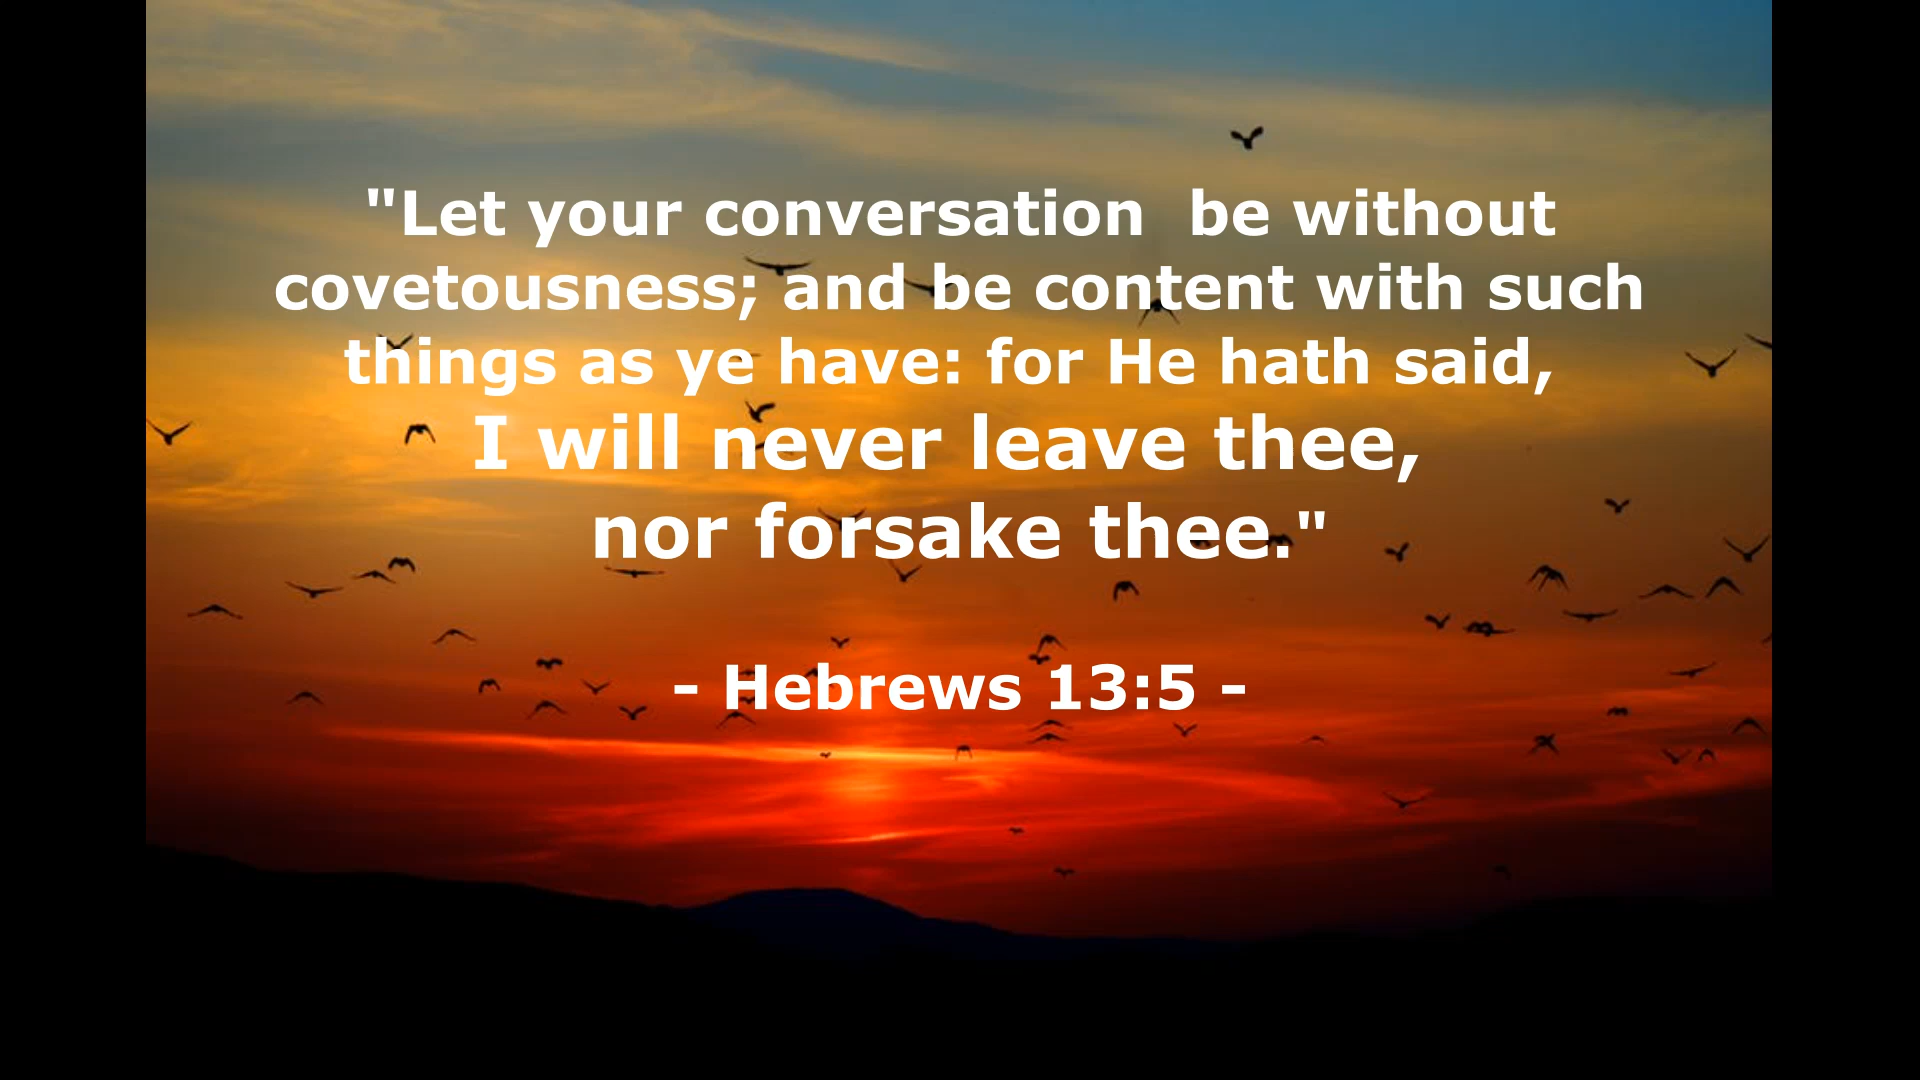 "Let your conversation  be without
covetousness; and be content with such
things as ye have: for He hath said,
I will never leave thee,
nor forsake thee."
- Hebrews 13:5 -